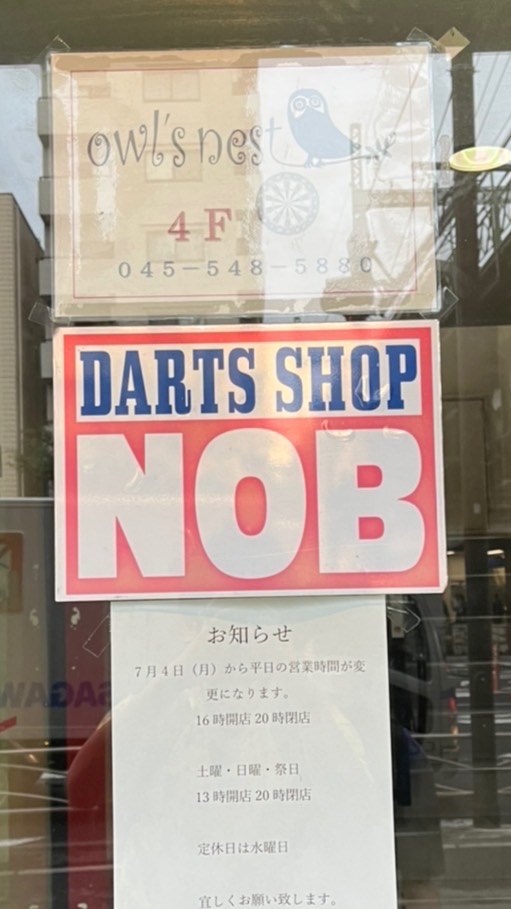 owl's nest
4F
045-548-5880
DARTS SHOP
NOB
お知らせ
7月4日（月）から平日の営業時間が変
更になります。
16時開店20時閉店
土曜・日曜・祭日
13時開店20時閉店
定休日は水曜日
宜しくお願い致します。
SAGAW